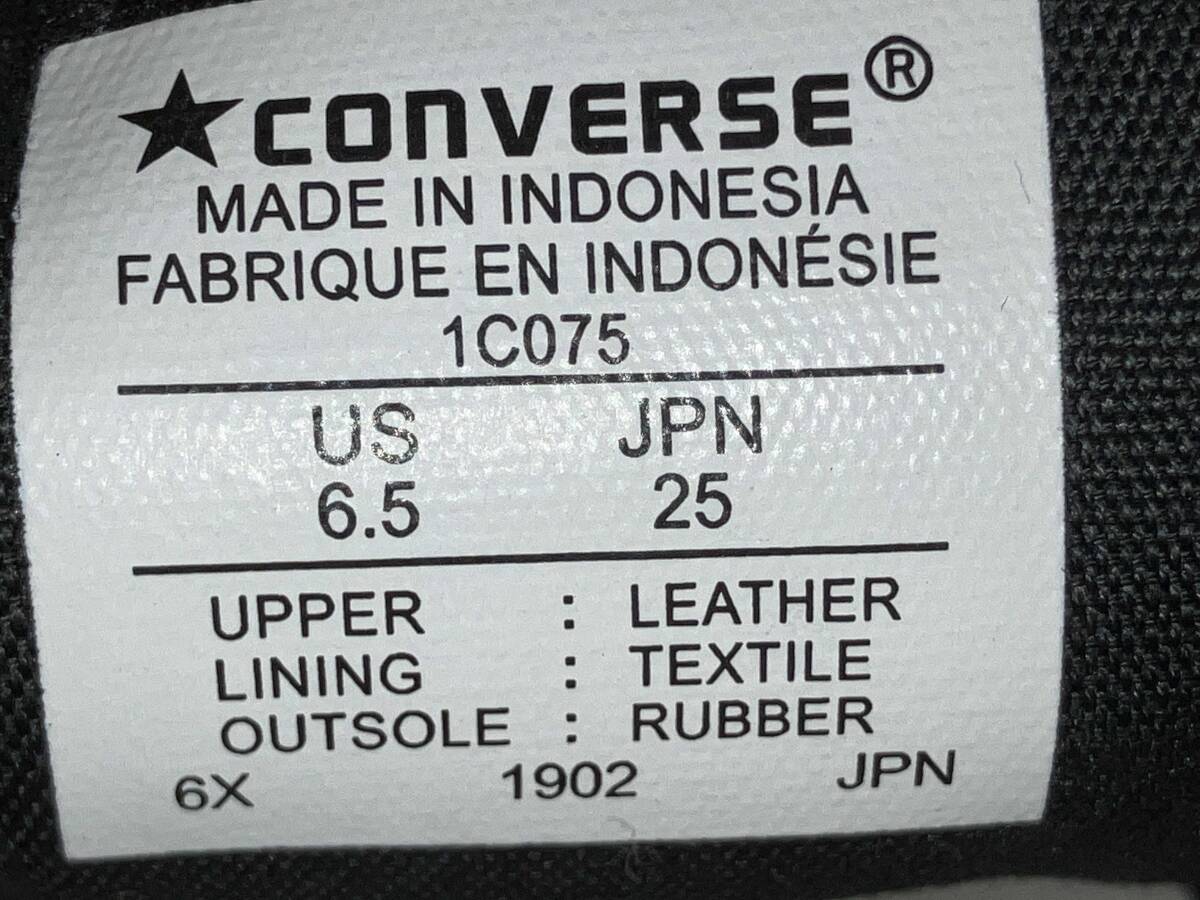 ★CONVERSE®
MADE IN INDONESIA
FABRIQUE EN INDONÉSIE
1C075
US JPN
6.5 25
UPPER : LEATHER
LINING : TEXTILE
OUTSOLE : RUBBER
6X 1902 JPN